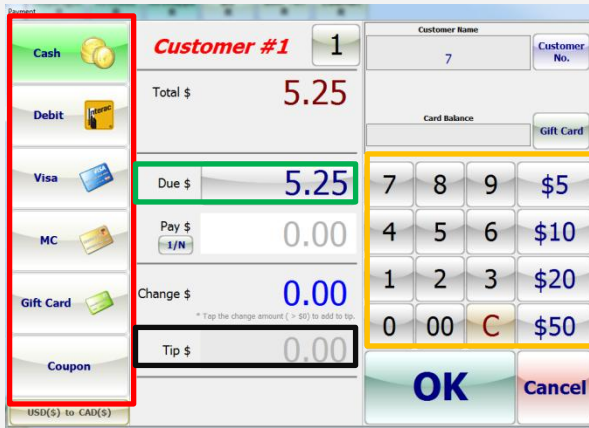 Payment
Cash
Debit
Interac
Visa
MC
Gift Card
Coupon
USD($) to CAD($)
Customer #1
1
Total $ 5.25
Due $ 5.25
Pay $ 0.00
1/N
Change $ 0.00
* Tap the change amount ( > $0) to add to tip.
Tip $ 0.00
Customer Name
7
Customer No.
Card Balance
Gift Card
7 8 9 $5
4 5 6 $10
1 2 3 $20
0 00 C $50
OK Cancel